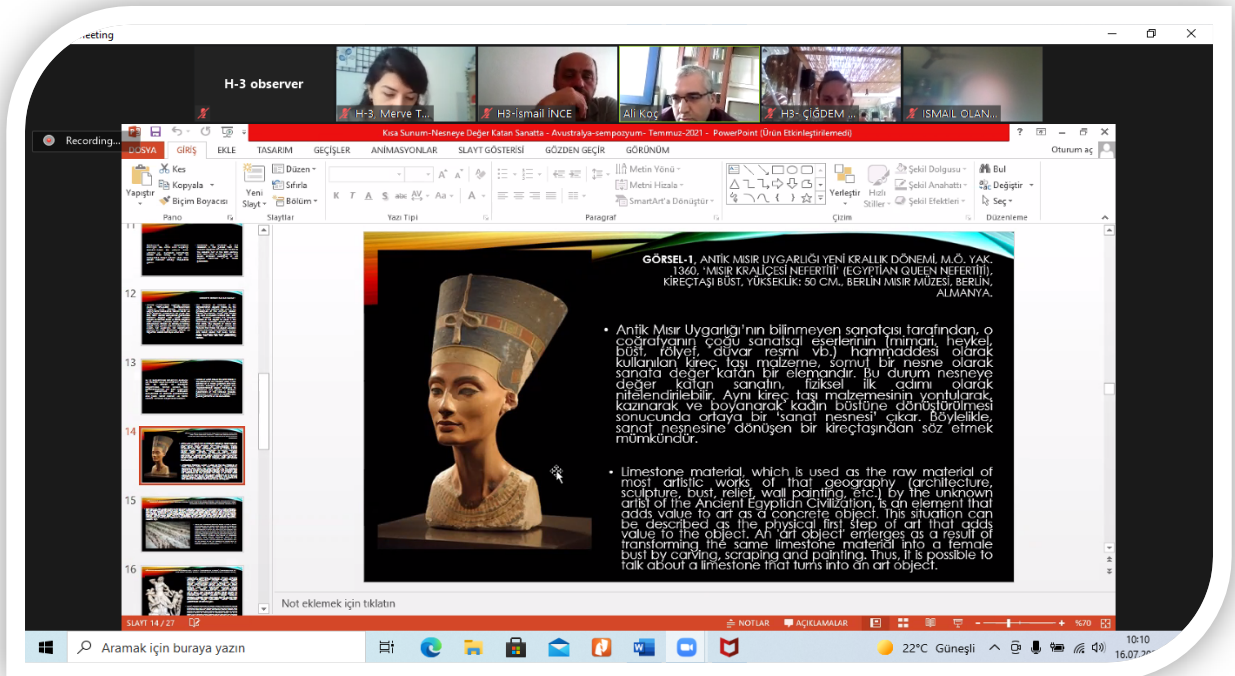 eeting
H-3 observer
H-3, Merve T...
H3-İsmail İNCE
Ali Koç
H3- ÇİĞDEM ...
ISMAIL OLAN...
Recording...
Kısa Sunum-Nesneye Değer Katan Sanatta - Avustralya-sempozyum- Temmuz-2021 - PowerPoint (Ürün Etkinleştirilemedi)
DOSYA GİRİŞ EKLE TASARIM GEÇİŞLER ANİMASYONLAR SLAYT GÖSTERİSİ GÖZDEN GEÇİR GÖRÜNÜM Oturum aç
Yapıştır
Kes
Kopyala
Biçim Boyacısı
Pano
Yeni Slayt
Düzen
Sıfırla
Bölüm
Slaytlar
K T A S abc AV Aa A
Yazı Tipi
Metin Yönü
Metni Hizala
SmartArt'a Dönüştür
Paragraf
Yerleştir
Hızlı Stiller
Şekil Dolgusu
Şekil Anahattı
Şekil Efektleri
Çizim
Bul
Değiştir
Seç
Düzenleme
11
12
13
14
15
16
GÖRSEL-1, ANTİK MISIR UYGARLIĞI YENİ KRALLIK DÖNEMİ, M.Ö. YAK.
1360, ‘MISIR KRALİÇESİ NEFERTİTİ’ (EGYPTİAN QUEEN NEFERTİTİ),
KİREÇTAŞI BÜST, YÜKSEKLİK: 50 CM., BERLİN MISIR MÜZESİ, BERLİN,
ALMANYA.
• Antik Mısır Uygarlığı’nın bilinmeyen sanatçısı tarafından, o
coğrafyanın çoğu sanatsal eserlerinin (mimari, heykel,
büst, rölyef, duvar resmi vb.) hammaddesi olarak
kullanılan kireç taşı malzeme, somut bir nesne olarak
sanata değer katan bir elemandır. Bu durum nesneye
değer katan sanatın, fiziksel ilk adımı olarak
nitelendirilebilir. Aynı kireç taşı malzemesinin yontularak,
kazınarak ve boyanarak kadın büstüne dönüştürülmesi
sonucunda ortaya bir ‘sanat nesnesi’ çıkar. Böylelikle,
sanat nesnesine dönüşen bir kireçtaşından söz etmek
mümkündür.
• Limestone material, which is used as the raw material of
most artistic works of that geography (architecture,
sculpture, bust, relief, wall painting, etc.) by the unknown
artist of the Ancient Egyptian Civilization, is an element that
adds value to art as a concrete object. This situation can
be described as the physical first step of art that adds
value to the object. An ‘art object’ emerges as a result of
transforming the same limestone material into a female
bust by carving, scraping and painting. Thus, it is possible to
talk about a limestone that turns into an art object.
Not eklemek için tıklatın
SLAYT 14 / 27 NOTLAR AÇIKLAMALAR %70
Aramak için buraya yazın
22°C Güneşli
10:10
16.07.20